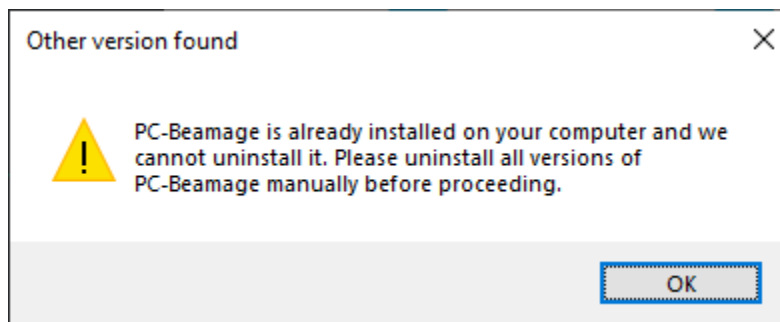 Other version found
PC-Beamage is already installed on your computer and we
cannot uninstall it. Please uninstall all versions of
PC-Beamage manually before proceeding.
OK